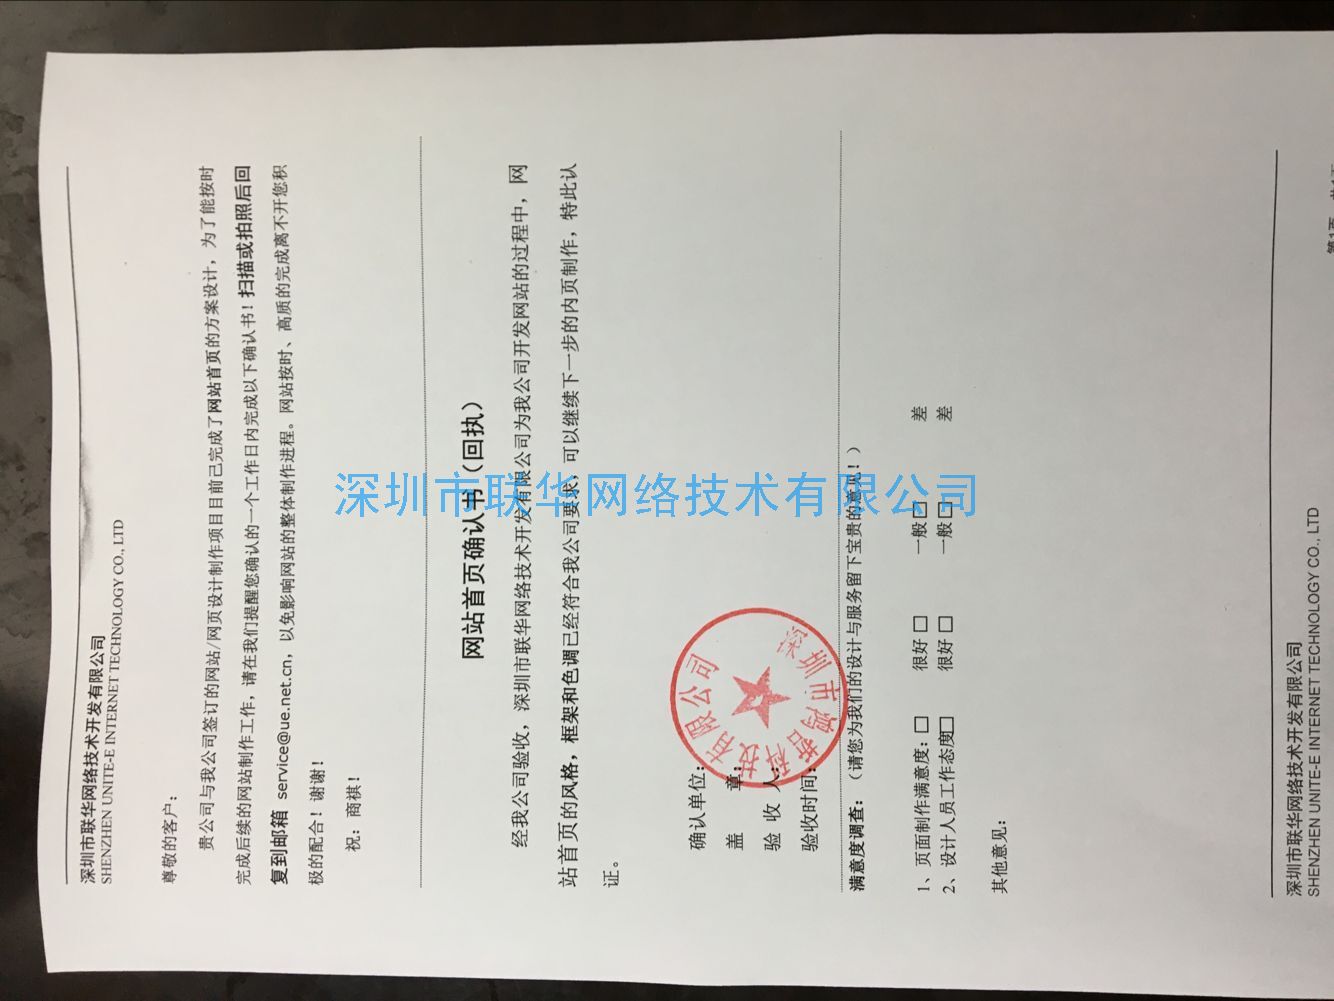 深圳市联华网络技术开发有限公司
SHENZHEN UNITE-E INTERNET TECHNOLOGY CO., LTD
尊敬的客户：
贵公司与我公司签订的网站/网页设计制作项目目前已完成了网站首页的方案设计，为了能按时
完成后续的网站制作工作，请在我们提醒您确认的一个工作日内完成以下确认书！扫描或拍照后回
复到邮箱 service@ue.net.cn，以免影响网站的整体制作进程。网站按时、高质的完成离不开您积
极的配合！谢谢！
祝：商祺！
网站首页确认书（回执）
经我公司验收，深圳市联华网络技术开发有限公司为我公司开发网站的过程中，网
站首页的风格，框架和色调已经符合我公司要求，可以继续下一步的内页制作，特此认
证。
确认单位：
盖 章：
验 收 人：
验收时间：
深圳市鸿哲科技有限公司
满意度调查：（请您为我们的设计与服务留下宝贵的意见！）
1、页面制作满意度：□ 很好 □ 一般 □ 差
2、设计人员工作态度□ 很好 □ 一般 □ 差
其他意见：
深圳市联华网络技术开发有限公司
SHENZHEN UNITE-E INTERNET TECHNOLOGY CO., LTD
深圳市联华网络技术有限公司